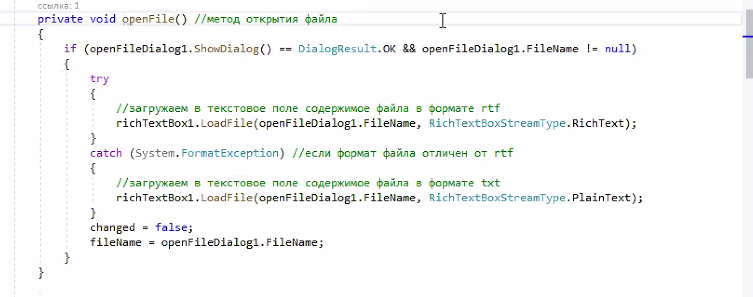 ссылка: 1
private void openFile() //метод открытия файла
{
if (openFileDialog1.ShowDialog() == DialogResult.OK && openFileDialog1.FileName != null)
{
try
{
//загружаем в текстовое поле содержимое файла в формате rtf
richTextBox1.LoadFile(openFileDialog1.FileName, RichTextBoxStreamType.RichText);
}
catch (System.FormatException) //если формат файла отличен от rtf
{
//загружаем в текстовое поле содержимое файла в формате txt
richTextBox1.LoadFile(openFileDialog1.FileName, RichTextBoxStreamType.PlainText);
}
changed = false;
fileName = openFileDialog1.FileName;
}
}